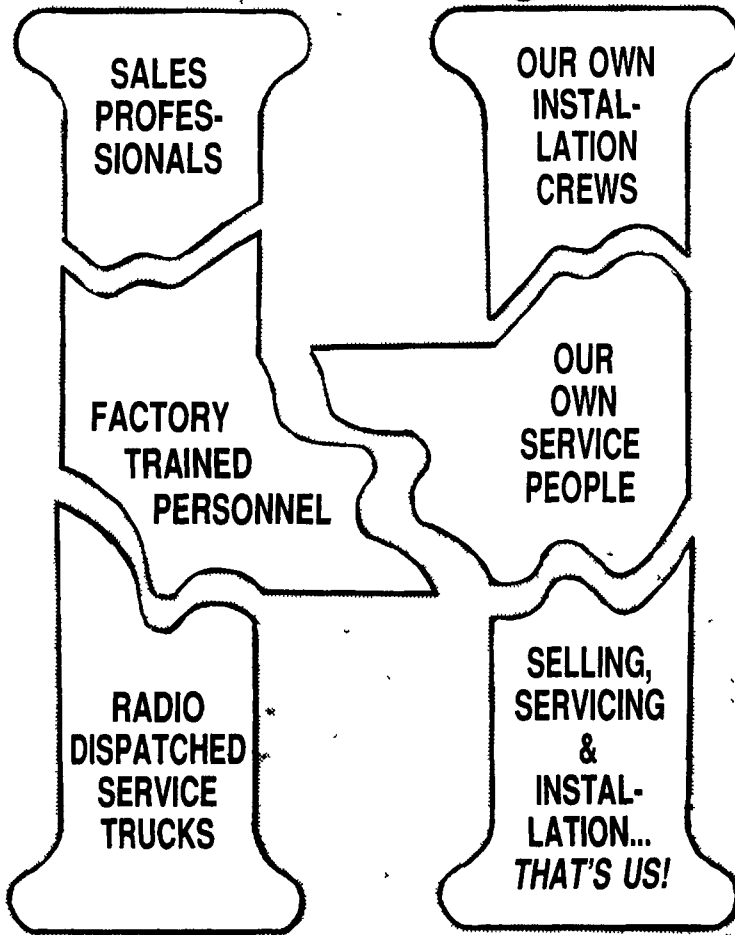 SALES
PROFES-
SIONALS
OUR OWN
INSTAL-
LATION
CREWS
FACTORY
TRAINED
PERSONNEL
OUR
OWN
SERVICE
PEOPLE
RADIO
DISPATCHED
SERVICE
TRUCKS
SELLING,
SERVICING
&
INSTAL-
LATION...
THAT'S US!